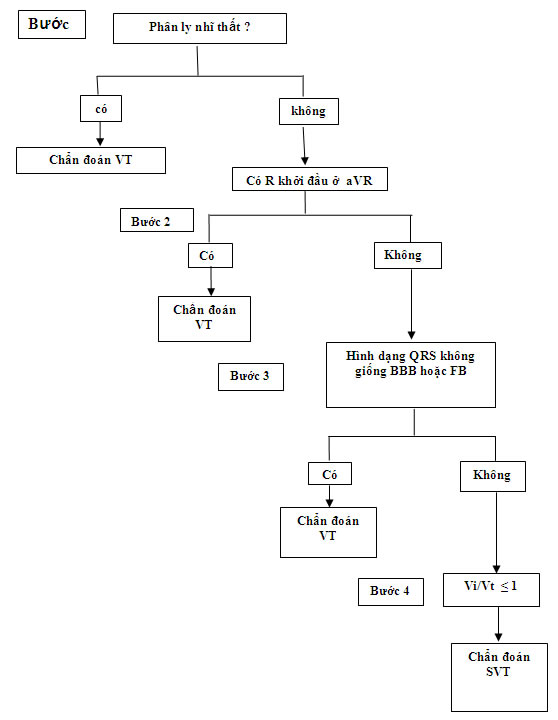 Bước
Phân ly nhĩ thất ?
có
không
Chẩn đoán VT
Có R khởi đầu ở aVR
Bước 2
Có
Không
Chẩn đoán
VT
Hình dạng QRS không
giống BBB hoặc FB
Bước 3
Có
Không
Chẩn đoán
VT
Bước 4
Vi/Vt ≤ 1
Chẩn đoán
SVT